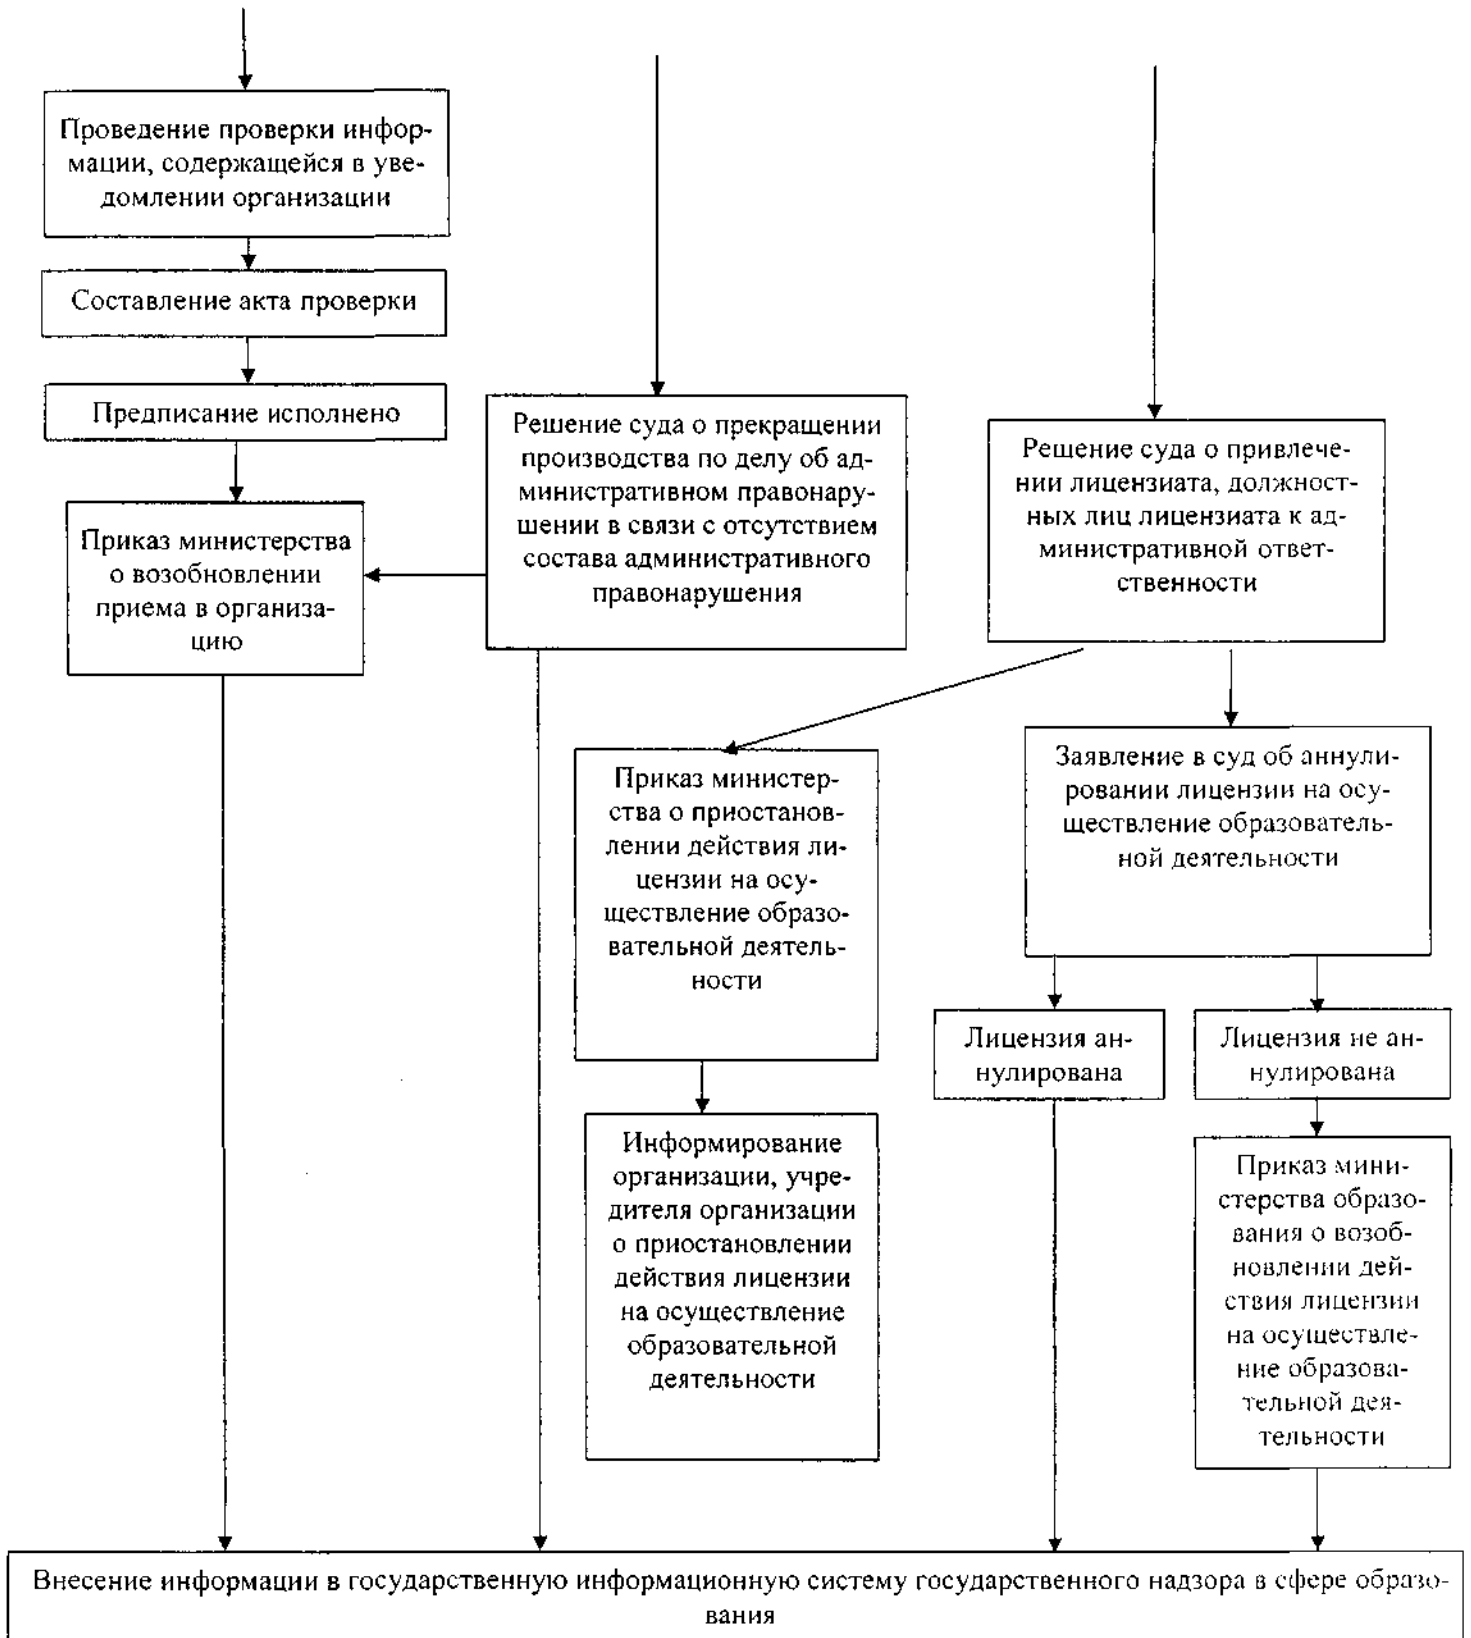 Проведение проверки инфор-
мации, содержащейся в уве-
домлении организации
Составление акта проверки
Предписание исполнено
Приказ министерства
о возобновлении
приема в организа-
цию
Решение суда о прекращении
производства по делу об ад-
министративном правонару-
шении в связи с отсутствием
состава административного
правонарушения
Решение суда о привлече-
нии лицензиата, должност-
ных лиц лицензиата к ад-
министративной ответ-
ственности
Приказ министер-
ства о приостанов-
лении действия ли-
цензии на осу-
ществление образо-
вательной деятель-
ности
Заявление в суд об аннули-
ровании лицензии на осу-
ществление образователь-
ной деятельности
Лицензия ан-
нулирована
Лицензия не ан-
нулирована
Информирование
организации, учре-
дителя организации
о приостановлении
действия лицензии
на осуществление
образовательной
деятельности
Приказ мини-
стерства образо-
вания о возоб-
новлении дей-
ствия лицензии
на осуществле-
ние образова-
тельной дея-
тельности
Внесение информации в государственную информационную систему государственного надзора в сфере образо-
вания